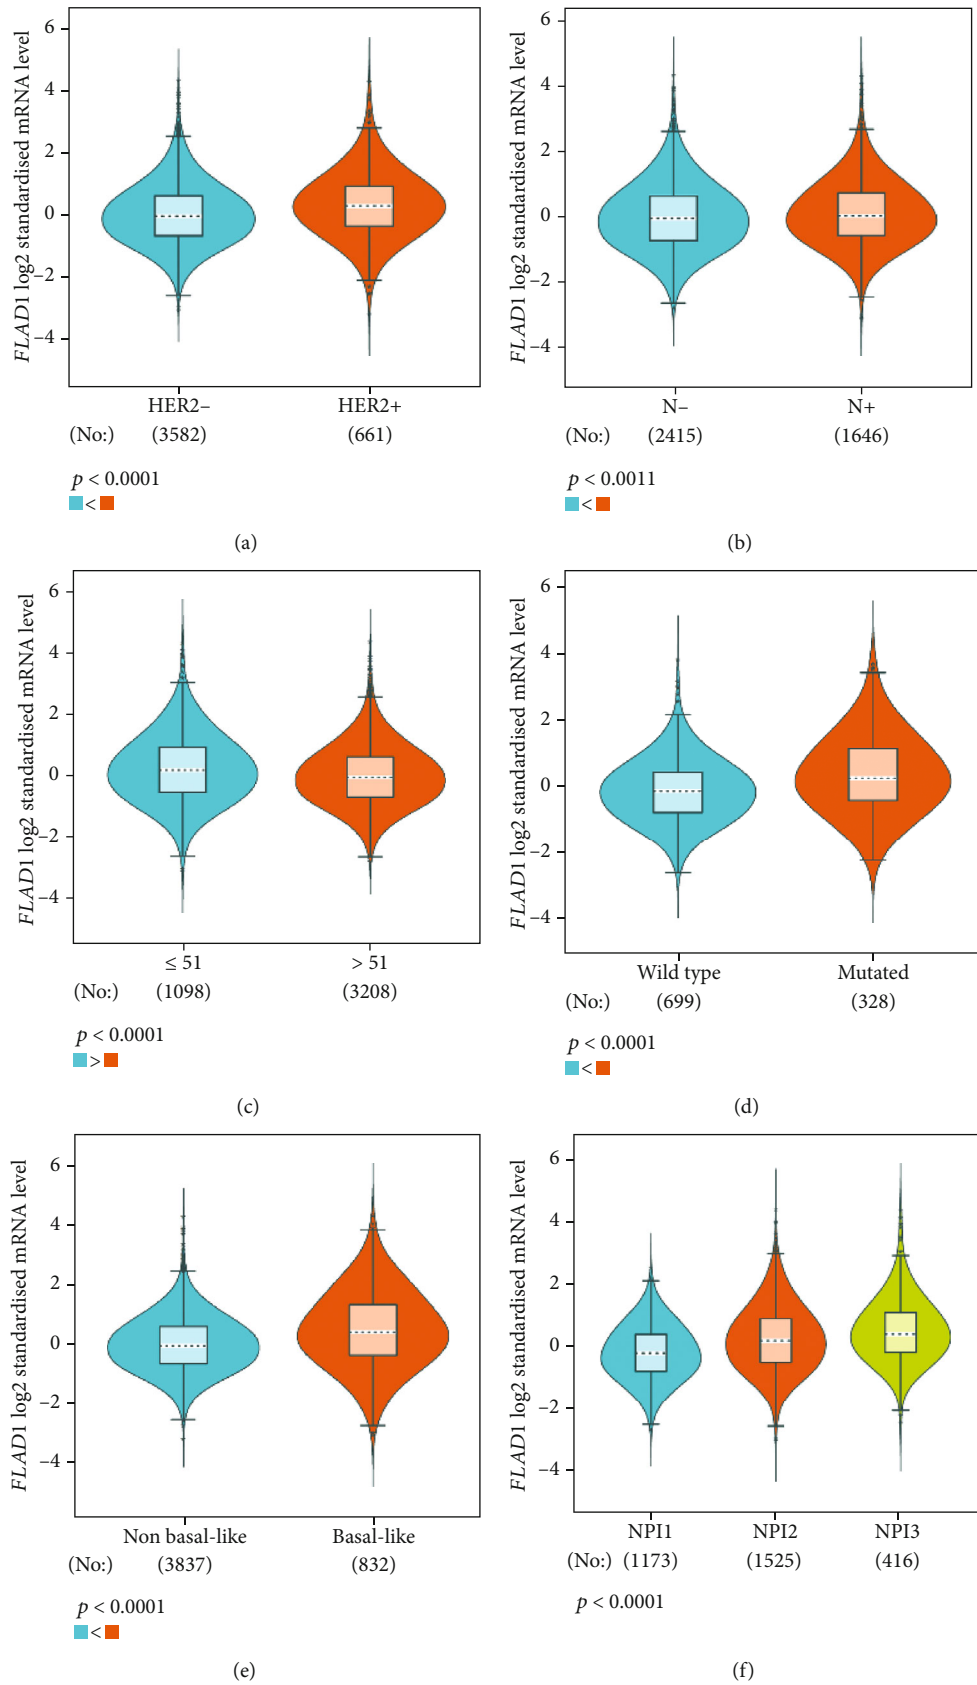 FLAD1 log2 standardised mRNA level
6
4
2
0
−2
−4
HER2− HER2+
(No:) (3582) (661)
p < 0.0001
<
(a)
FLAD1 log2 standardised mRNA level
6
4
2
0
−2
−4
N− N+
(No:) (2415) (1646)
p < 0.0011
<
(b)
FLAD1 log2 standardised mRNA level
6
4
2
0
−2
−4
≤ 51 > 51
(No:) (1098) (3208)
p < 0.0001
>
(c)
FLAD1 log2 standardised mRNA level
6
4
2
0
−2
−4
Wild type Mutated
(No:) (699) (328)
p < 0.0001
<
(d)
FLAD1 log2 standardised mRNA level
6
4
2
0
−2
−4
Non basal-like Basal-like
(No:) (3837) (832)
p < 0.0001
<
(e)
FLAD1 log2 standardised mRNA level
6
4
2
0
−2
−4
NPI1 NPI2 NPI3
(No:) (1173) (1525) (416)
p < 0.0001
(f)